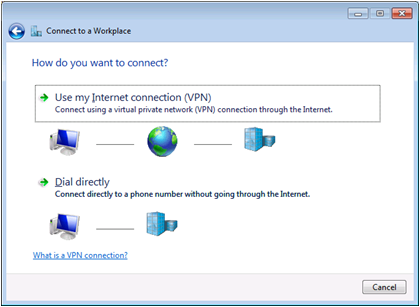 Connect to a Workplace
How do you want to connect?
Use my Internet connection (VPN)
Connect using a virtual private network (VPN) connection through the Internet.
Dial directly
Connect directly to a phone number without going through the Internet.
What is a VPN connection?
Cancel